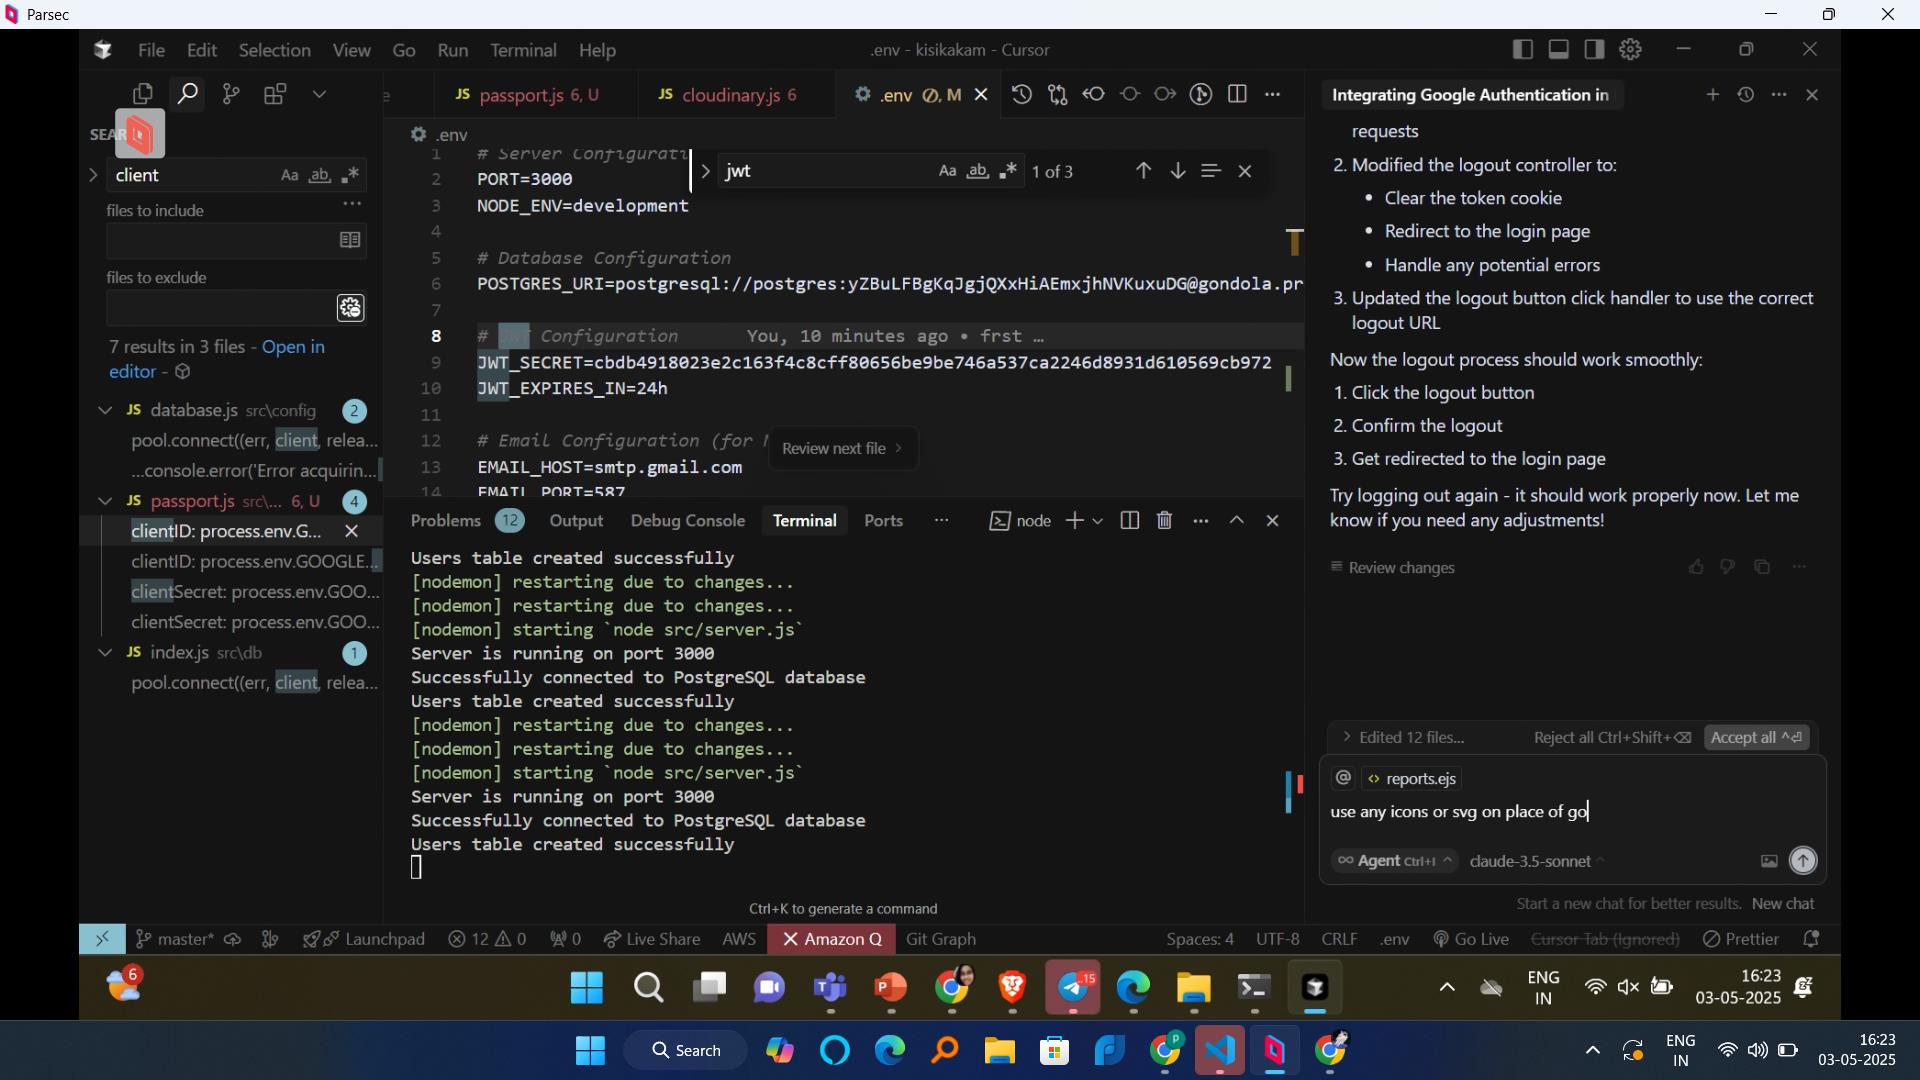 Parsec
File Edit Selection View Go Run Terminal Help
.env - kisikakam - Cursor
JS passport.js 6, U
JS cloudinary.js 6
.env M
SEAR
client
Aa ab
files to include
files to exclude
7 results in 3 files - Open in
editor -
JS database.js src\config 2
pool.connect((err, client, relea...
...console.error('Error acquirin...
JS passport.js src\... 6, U 4
clientID: process.env.G...
clientID: process.env.GOOGLE...
clientSecret: process.env.GOO...
clientSecret: process.env.GOO...
JS index.js src\db 1
pool.connect((err, client, relea...
.env
jwt
Aa ab
1 of 3
1 # Server Configurati
2 PORT=3000
3 NODE_ENV=development
4
5 # Database Configuration
6 POSTGRES_URI=postgresql://postgres:yZBuLFBgKqJgjQXxHiAEmxjhNVKuxuDG@gondola.pr
7
8 # JWT Configuration You, 10 minutes ago • frst …
9 JWT_SECRET=cbdb4918023e2c163f4c8cff80656be9be746a537ca2246d8931d610569cb972
10 JWT_EXPIRES_IN=24h
11
12 # Email Configuration (for
13 EMAIL_HOST=smtp.gmail.com
14 EMAIL_PORT=587
Review next file
Problems 12 Output Debug Console Terminal Ports
node
Users table created successfully
[nodemon] restarting due to changes...
[nodemon] restarting due to changes...
[nodemon] starting `node src/server.js`
Server is running on port 3000
Successfully connected to PostgreSQL database
Users table created successfully
[nodemon] restarting due to changes...
[nodemon] restarting due to changes...
[nodemon] starting `node src/server.js`
Server is running on port 3000
Successfully connected to PostgreSQL database
Users table created successfully
Ctrl+K to generate a command
Integrating Google Authentication in
requests
2. Modified the logout controller to:
• Clear the token cookie
• Redirect to the login page
• Handle any potential errors
3. Updated the logout button click handler to use the correct
logout URL
Now the logout process should work smoothly:
1. Click the logout button
2. Confirm the logout
3. Get redirected to the login page
Try logging out again - it should work properly now. Let me
know if you need any adjustments!
Review changes
Edited 12 files... Reject all Ctrl+Shift+⌫ Accept all ^⏎
@ <> reports.ejs
use any icons or svg on place of go
∞ Agent Ctrl+I claude-3.5-sonnet
Start a new chat for better results. New chat
master* Launchpad 12 0 0 Live Share AWS Amazon Q Git Graph
Spaces: 4 UTF-8 CRLF .env Go Live Cursor Tab (Ignored) Prettier
6
15
ENG
IN
16:23
03-05-2025
Search
P
ENG
IN
16:23
03-05-2025